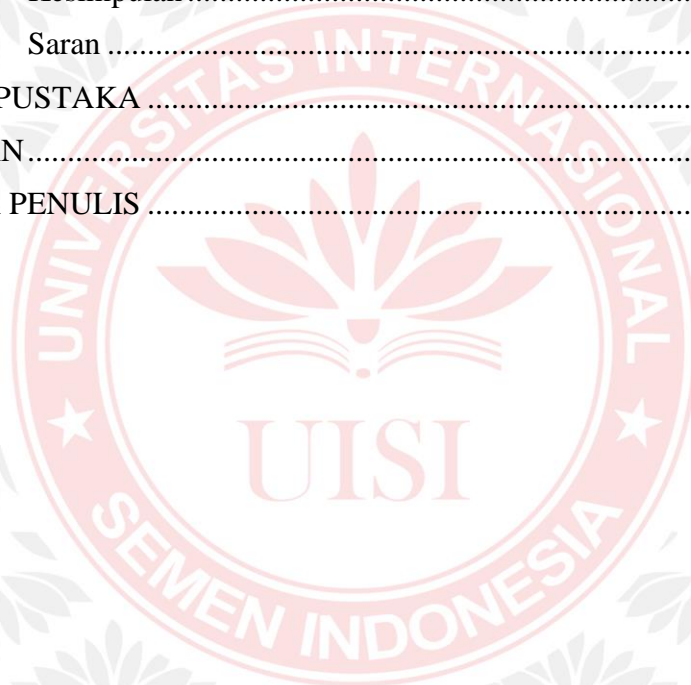 Saran ........................................................................
PUSTAKA ....................................................................
N...................................................................................
PENULIS ....................................................................
UNIVERSITAS INTERNASIONAL
UISI
SEMEN INDONESIA